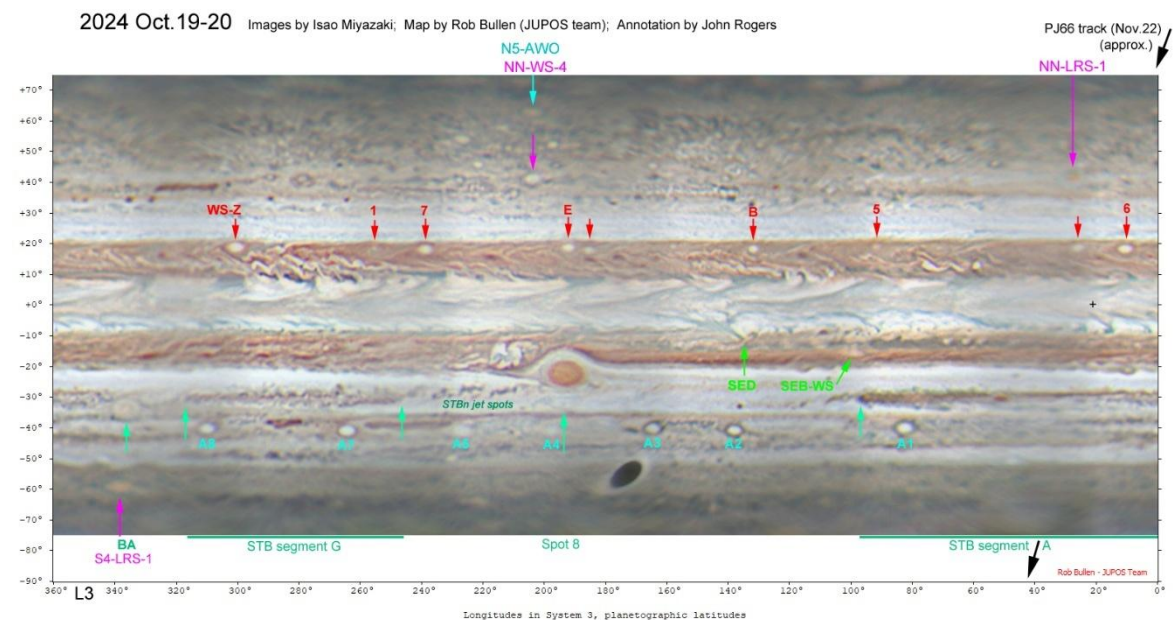 2024 Oct.19-20 Images by Isao Miyazaki; Map by Rob Bullen (JUPOS team); Annotation by John Rogers
PJ66 track (Nov.22)
(approx.)
N5-AWO
NN-WS-4
NN-LRS-1
+70°
+60°
+50°
+40°
+30°
WS-Z 1 7 E B 5 6
+20°
+10°
+0°
-10°
-20°
SED SEB-WS
-30°
STBn jet spots
-40°
A8 A7 A5 A4 A3 A2 A1
-50°
-60°
-70°
BA STB segment G Spot 8 STB segment A
-80°
S4-LRS-1
Rob Bullen - JUPOS Team
-90°
L3
360° 340° 320° 300° 280° 260° 240° 220° 200° 180° 160° 140° 120° 100° 80° 60° 40° 20° 0°
Longitudes in System 3, planetographic latitudes